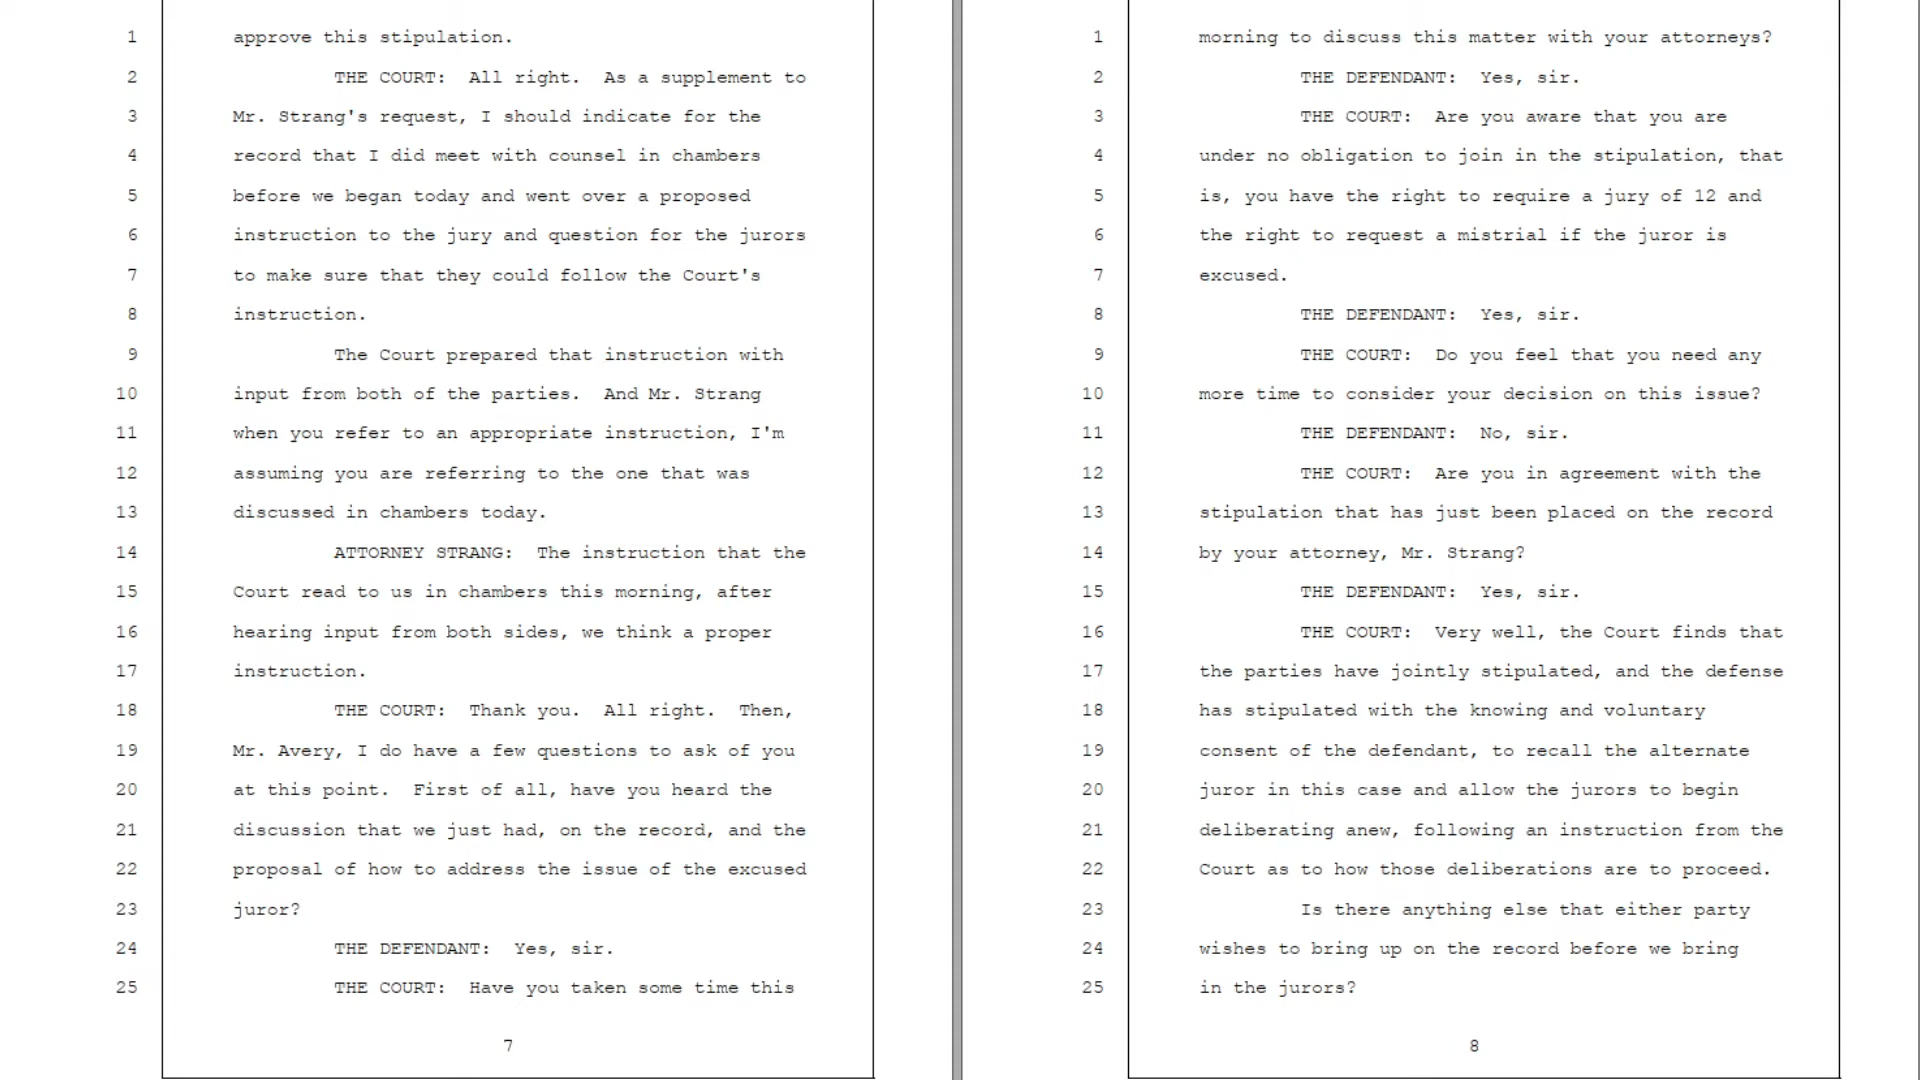 1 approve this stipulation.
2 THE COURT: All right. As a supplement to
3 Mr. Strang's request, I should indicate for the
4 record that I did meet with counsel in chambers
5 before we began today and went over a proposed
6 instruction to the jury and question for the jurors
7 to make sure that they could follow the Court's
8 instruction.
9 The Court prepared that instruction with
10 input from both of the parties. And Mr. Strang
11 when you refer to an appropriate instruction, I'm
12 assuming you are referring to the one that was
13 discussed in chambers today.
14 ATTORNEY STRANG: The instruction that the
15 Court read to us in chambers this morning, after
16 hearing input from both sides, we think a proper
17 instruction.
18 THE COURT: Thank you. All right. Then,
19 Mr. Avery, I do have a few questions to ask of you
20 at this point. First of all, have you heard the
21 discussion that we just had, on the record, and the
22 proposal of how to address the issue of the excused
23 juror?
24 THE DEFENDANT: Yes, sir.
25 THE COURT: Have you taken some time this
7
1 morning to discuss this matter with your attorneys?
2 THE DEFENDANT: Yes, sir.
3 THE COURT: Are you aware that you are
4 under no obligation to join in the stipulation, that
5 is, you have the right to require a jury of 12 and
6 the right to request a mistrial if the juror is
7 excused.
8 THE DEFENDANT: Yes, sir.
9 THE COURT: Do you feel that you need any
10 more time to consider your decision on this issue?
11 THE DEFENDANT: No, sir.
12 THE COURT: Are you in agreement with the
13 stipulation that has just been placed on the record
14 by your attorney, Mr. Strang?
15 THE DEFENDANT: Yes, sir.
16 THE COURT: Very well, the Court finds that
17 the parties have jointly stipulated, and the defense
18 has stipulated with the knowing and voluntary
19 consent of the defendant, to recall the alternate
20 juror in this case and allow the jurors to begin
21 deliberating anew, following an instruction from the
22 Court as to how those deliberations are to proceed.
23 Is there anything else that either party
24 wishes to bring up on the record before we bring
25 in the jurors?
8